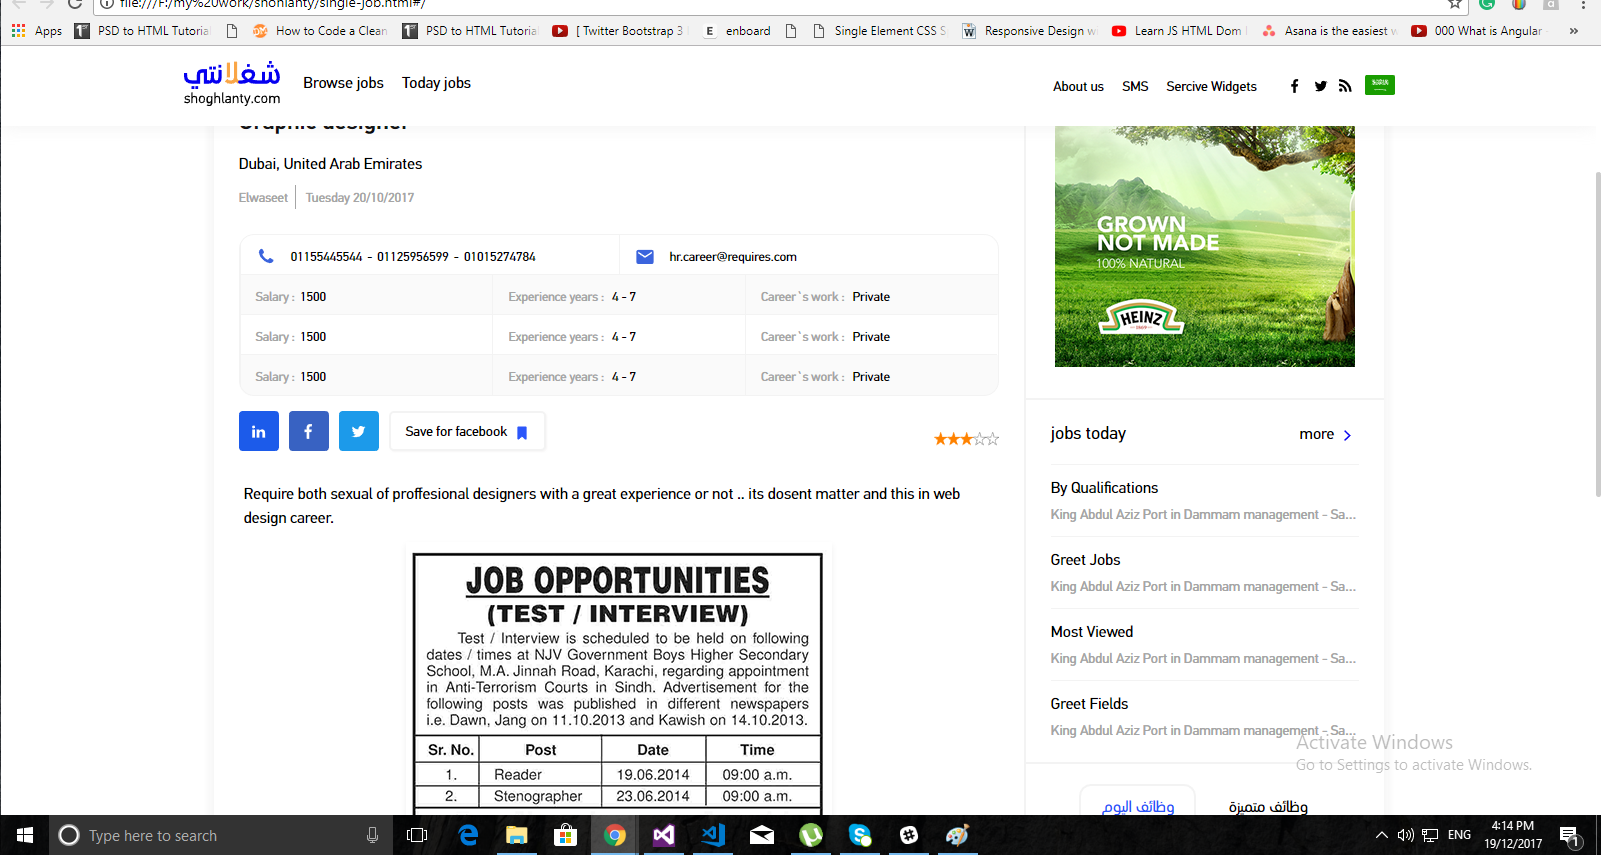 file:///F:/my%20work/shohlanty/single-job.html#/
Apps
PSD to HTML Tutorial
How to Code a Clean
PSD to HTML Tutorial
[ Twitter Bootstrap 3
E enboard
Single Element CSS S
Responsive Design w
Learn JS HTML Dom
Asana is the easiest w
000 What is Angular
»
شغلانتي
shoghlanty.com
Browse jobs
Today jobs
About us
SMS
Sercive Widgets
Graphic designer
Dubai, United Arab Emirates
Elwaseet
Tuesday 20/10/2017
01155445544 - 01125956599 - 01015274784
hr.career@requires.com
Salary : 1500
Experience years : 4 - 7
Career`s work : Private
Salary : 1500
Experience years : 4 - 7
Career`s work : Private
Salary : 1500
Experience years : 4 - 7
Career`s work : Private
in
f
Save for facebook
Require both sexual of proffesional designers with a great experience or not .. its dosent matter and this in web
design career.
JOB OPPORTUNITIES
(TEST / INTERVIEW)
Test / Interview is scheduled to be held on following
dates / times at NJV Government Boys Higher Secondary
School, M.A. Jinnah Road, Karachi, regarding appointment
in Anti-Terrorism Courts in Sindh. Advertisement for the
following posts was published in different newspapers
i.e. Dawn, Jang on 11.10.2013 and Kawish on 14.10.2013.
Sr. No. Post Date Time
1. Reader 19.06.2014 09:00 a.m.
2. Stenographer 23.06.2014 09:00 a.m.
GROWN
NOT MADE
100% NATURAL
HEINZ
jobs today
more
By Qualifications
King Abdul Aziz Port in Dammam management - Sa...
Greet Jobs
King Abdul Aziz Port in Dammam management - Sa...
Most Viewed
King Abdul Aziz Port in Dammam management - Sa...
Greet Fields
King Abdul Aziz Port in Dammam management - Sa...
Activate Windows
Go to Settings to activate Windows.
وظائف اليوم
وظائف متميزة
Type here to search
ENG
4:14 PM
19/12/2017
1